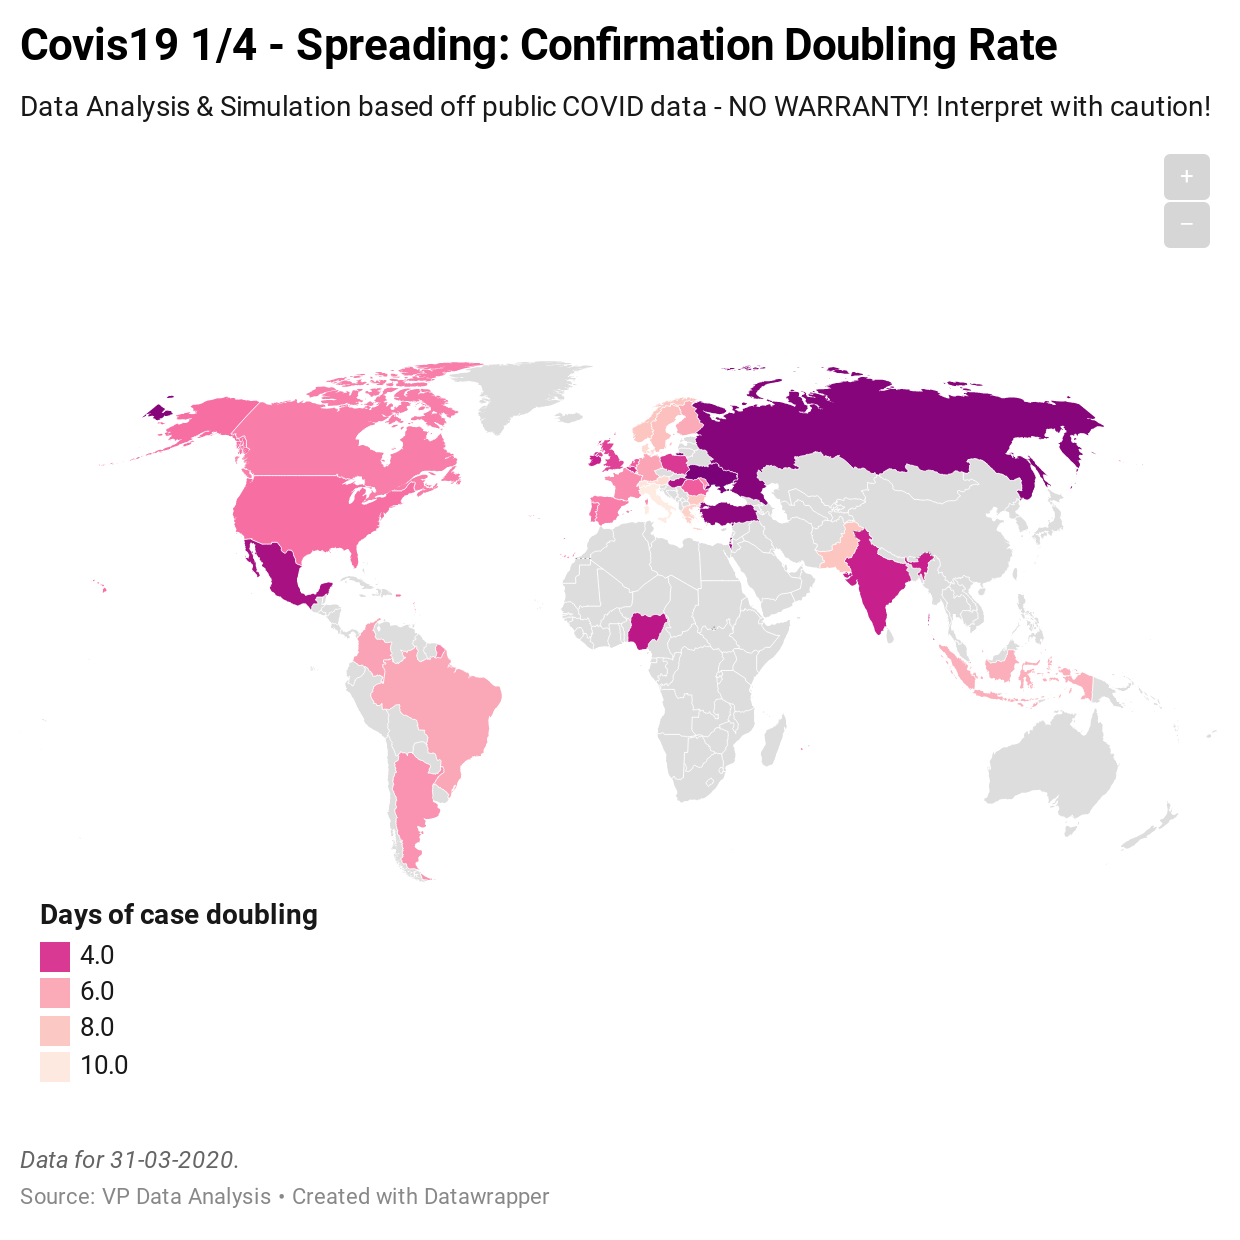 Covis19 1/4 - Spreading: Confirmation Doubling Rate
Data Analysis & Simulation based off public COVID data - NO WARRANTY! Interpret with caution!
+
−
Days of case doubling
4.0
6.0
8.0
10.0
Data for 31-03-2020.
Source: VP Data Analysis • Created with Datawrapper